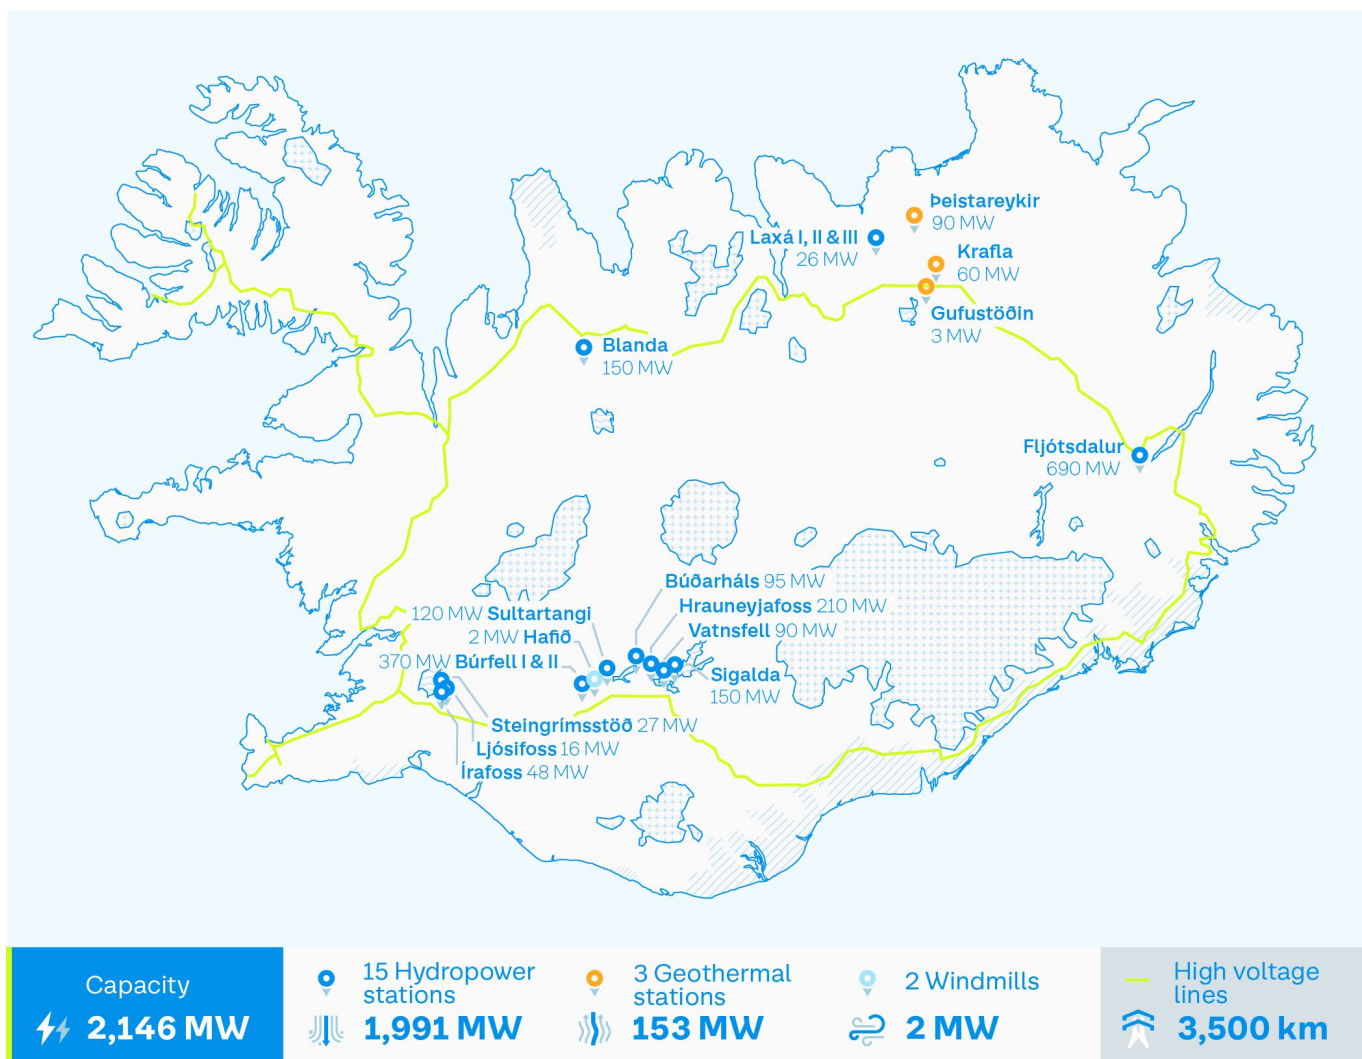 Þeistareykir
90 MW
Laxá I, II & III
26 MW
Krafla
60 MW
Gufustöðin
3 MW
Blanda
150 MW
Fljótsdalur
690 MW
Búðarháls 95 MW
120 MW Sultartangi
Hrauneyjafoss 210 MW
2 MW Hafið
Vatnsfell 90 MW
370 MW Búrfell I & II
Sigalda
150 MW
Steingrímsstöð 27 MW
Ljósifoss 16 MW
Írafoss 48 MW
Capacity
2,146 MW
15 Hydropower
stations
1,991 MW
3 Geothermal
stations
153 MW
2 Windmills
2 MW
High voltage
lines
3,500 km